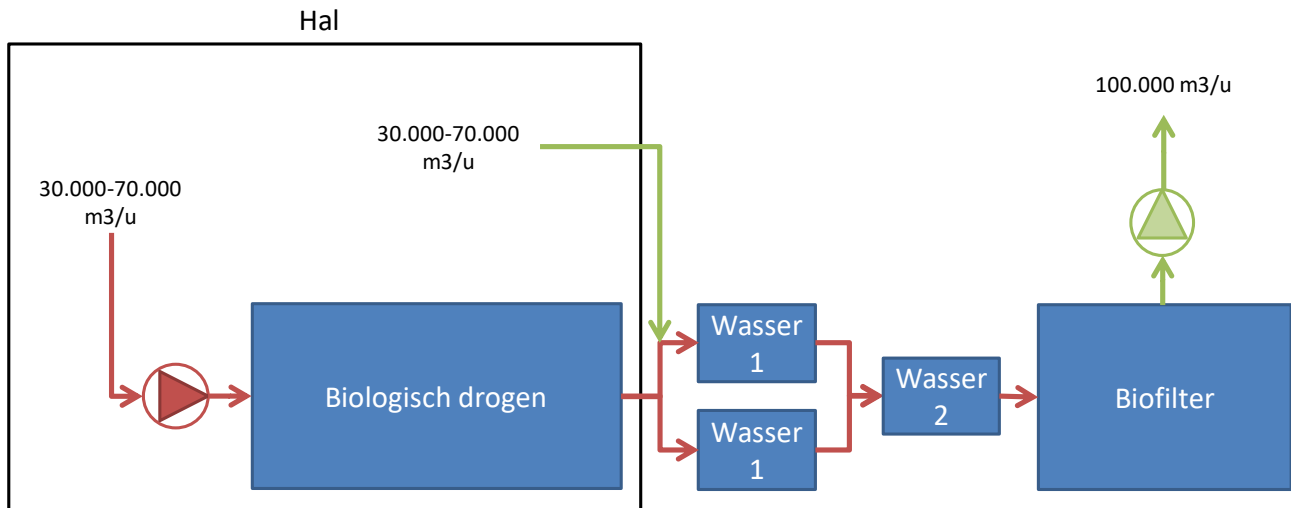 Hal
100.000 m3/u
30.000-70.000
m3/u
30.000-70.000
m3/u
Biologisch drogen
Wasser
1
Wasser
1
Wasser
2
Biofilter